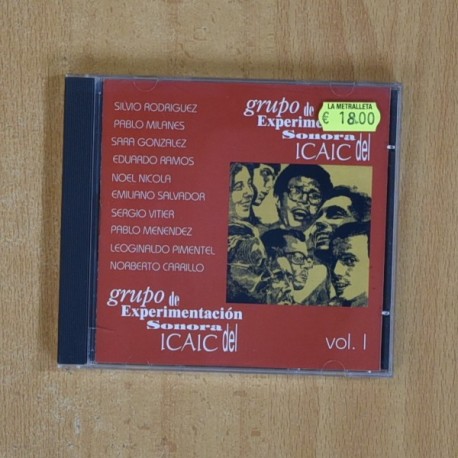 SILVIO RODRIGUEZ
PABLO MILANES
SARA GONZALEZ
EDUARDO RAMOS
NOEL NICOLA
EMILIANO SALVADOR
SERGIO VITIER
PABLO MENENDEZ
LEOGINALDO PIMENTEL
NORBERTO CARRILLO
grupo de
Experime
Sonora
ICAIC del
LA METRALLETA
€ 18.00
grupo de
Experimentación
Sonora
ICAIC del
vol. I